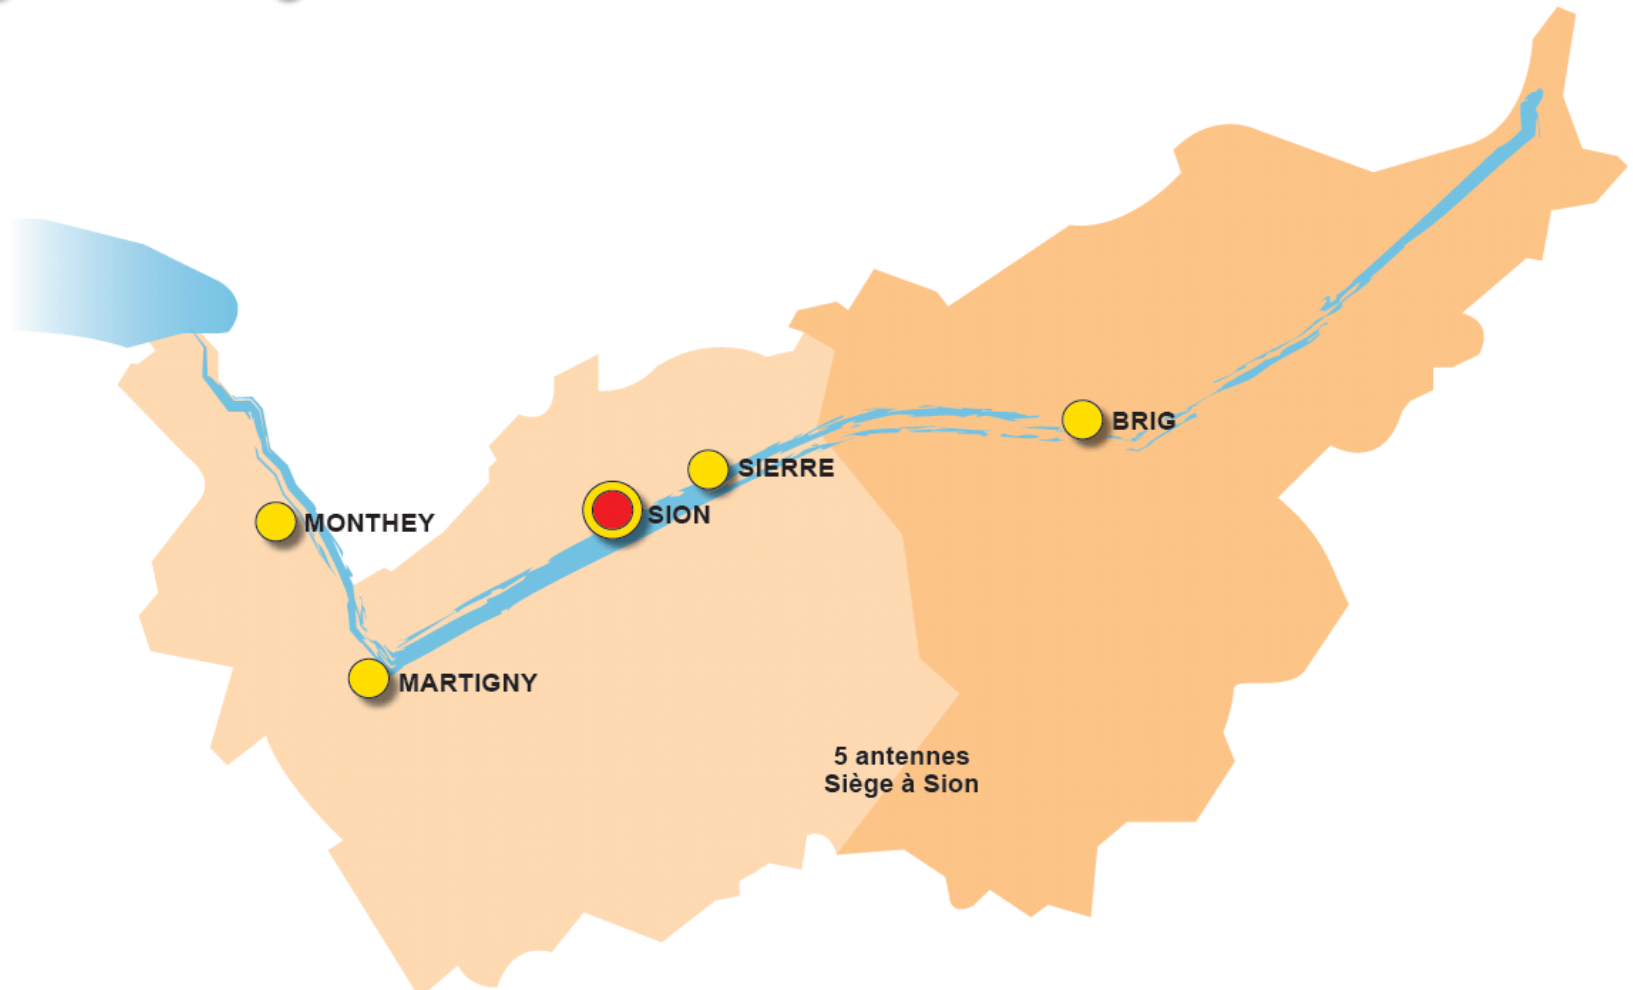 BRIG
SIERRE
SION
MONTHEY
MARTIGNY
5 antennes
Siège à Sion